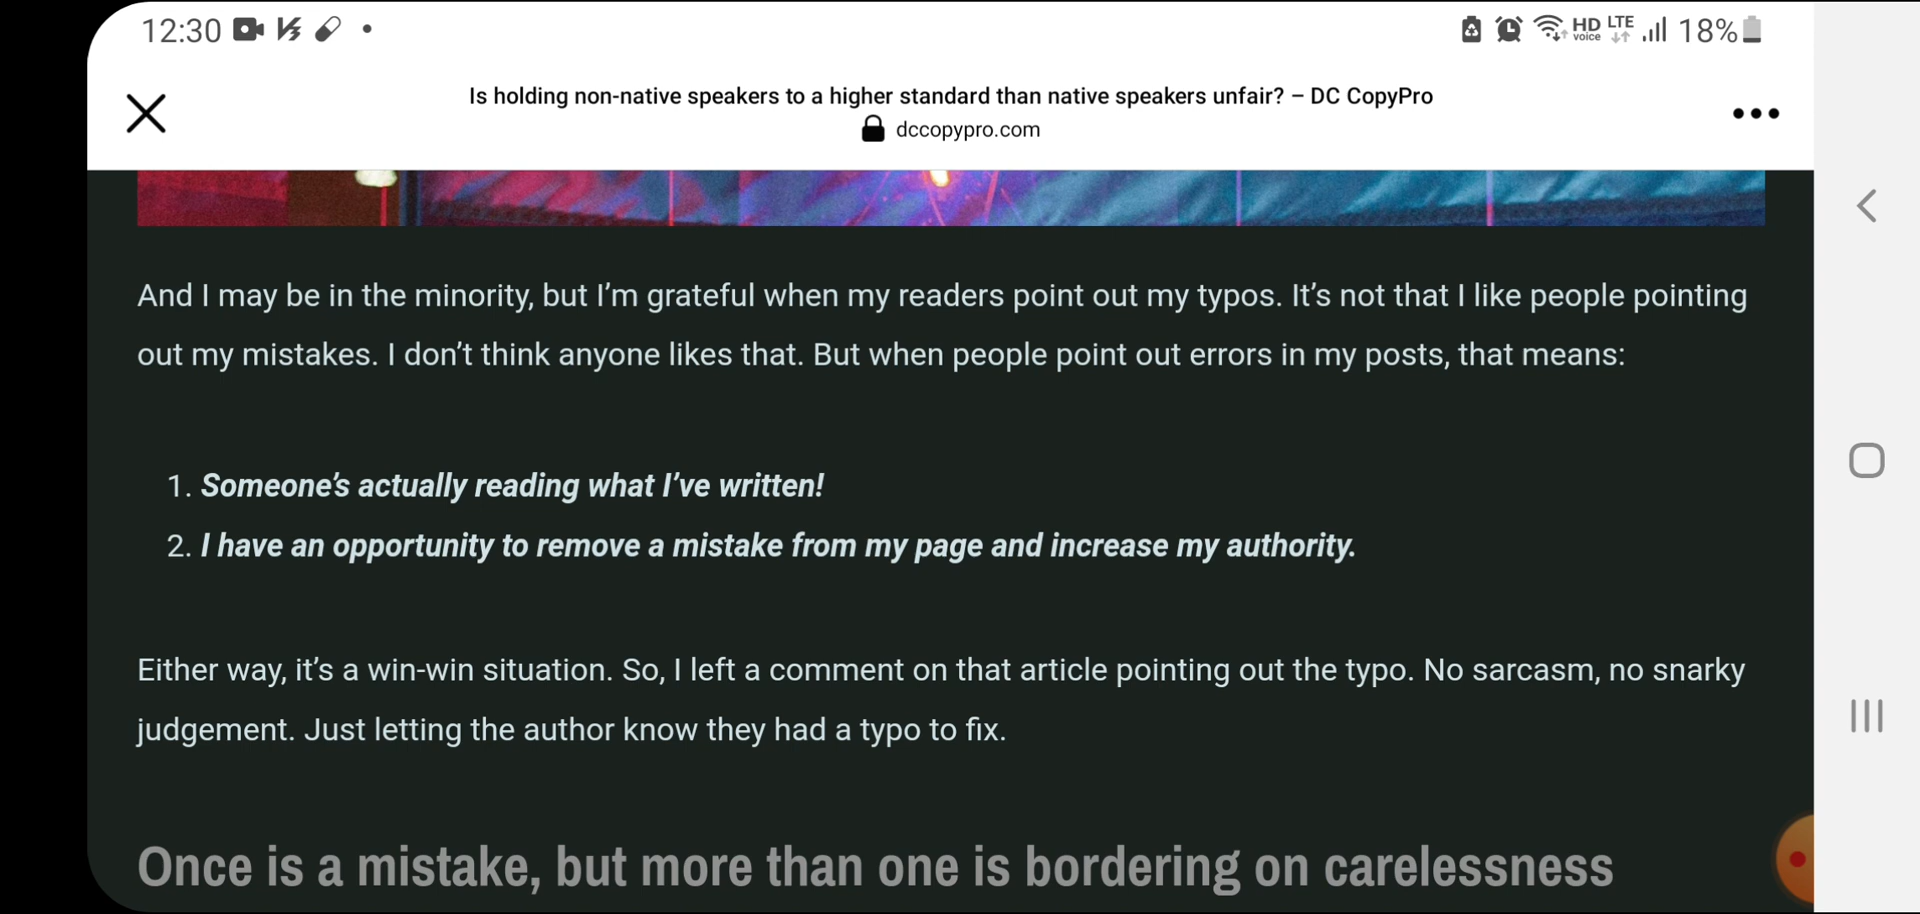 12:30
HD voice LTE 18%
Is holding non-native speakers to a higher standard than native speakers unfair? – DC CopyPro
dccopypro.com
And I may be in the minority, but I’m grateful when my readers point out my typos. It’s not that I like people pointing
out my mistakes. I don’t think anyone likes that. But when people point out errors in my posts, that means:
1. Someone’s actually reading what I’ve written!
2. I have an opportunity to remove a mistake from my page and increase my authority.
Either way, it’s a win-win situation. So, I left a comment on that article pointing out the typo. No sarcasm, no snarky
judgement. Just letting the author know they had a typo to fix.
Once is a mistake, but more than one is bordering on carelessness